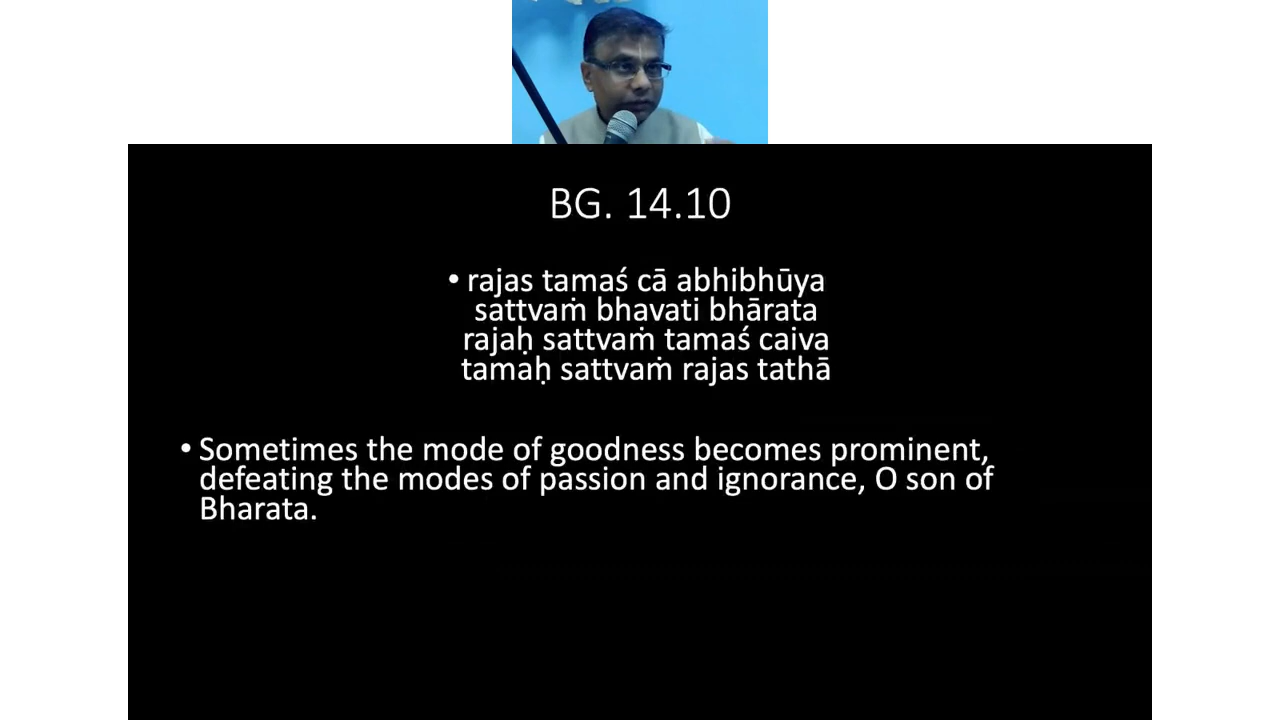 BG. 14.10
• rajas tamaś cā abhibhūya
sattvaṁ bhavati bhārata
rajaḥ sattvaṁ tamaś caiva
tamaḥ sattvaṁ rajas tathā
• Sometimes the mode of goodness becomes prominent,
defeating the modes of passion and ignorance, O son of
Bharata.